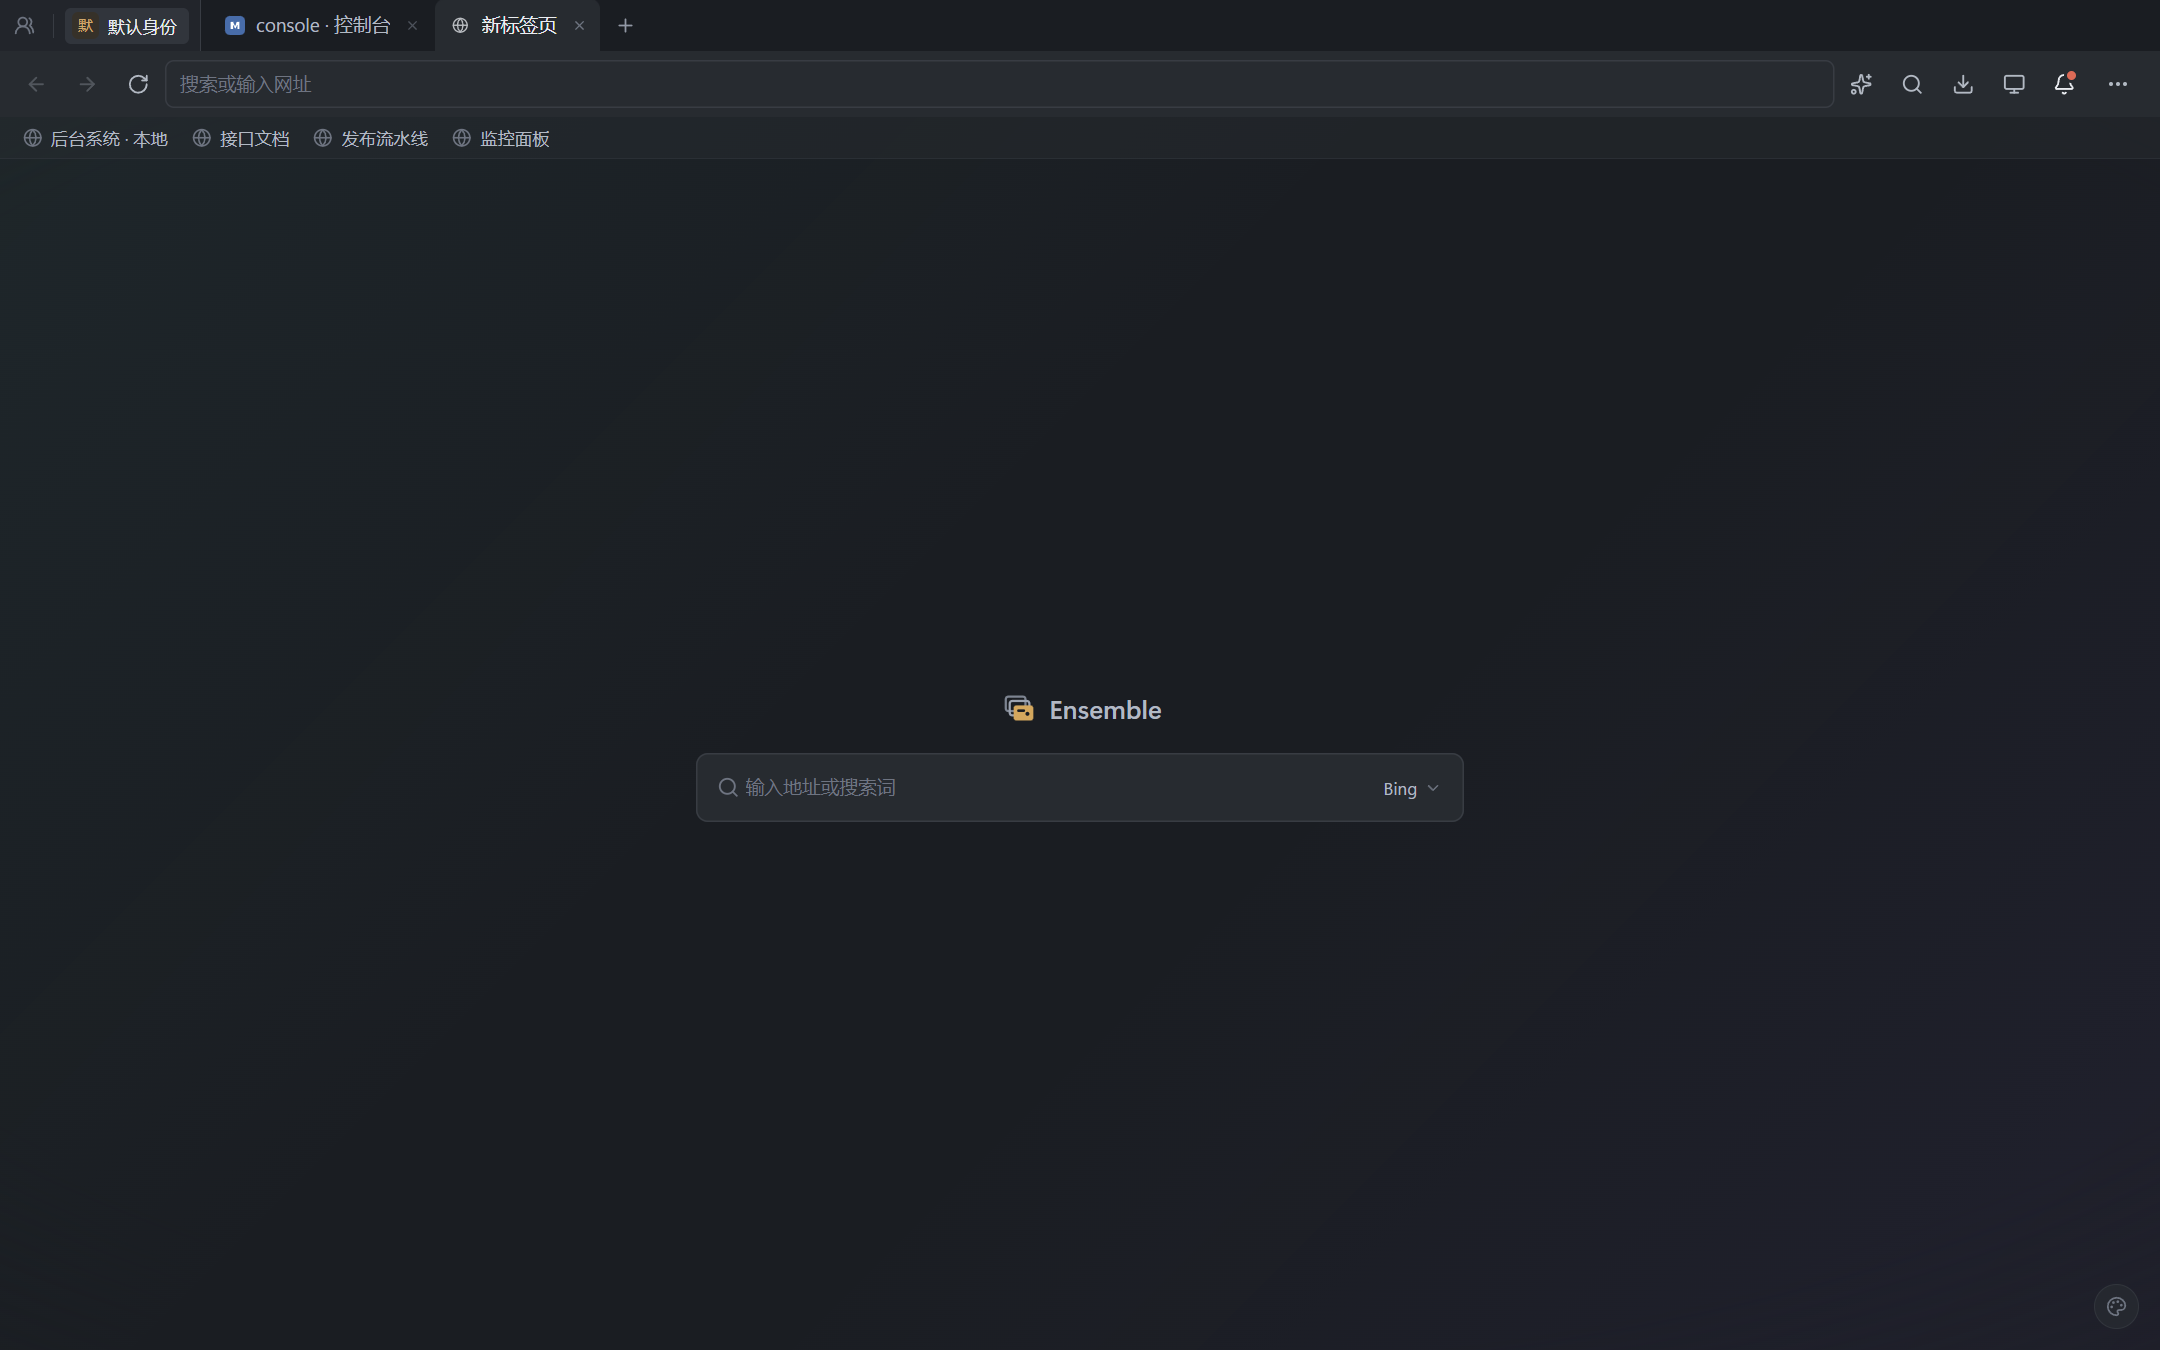 默 默认身份 M console · 控制台 新标签页
搜索或输入网址
后台系统 · 本地 接口文档 发布流水线 监控面板
Ensemble
输入地址或搜索词 Bing